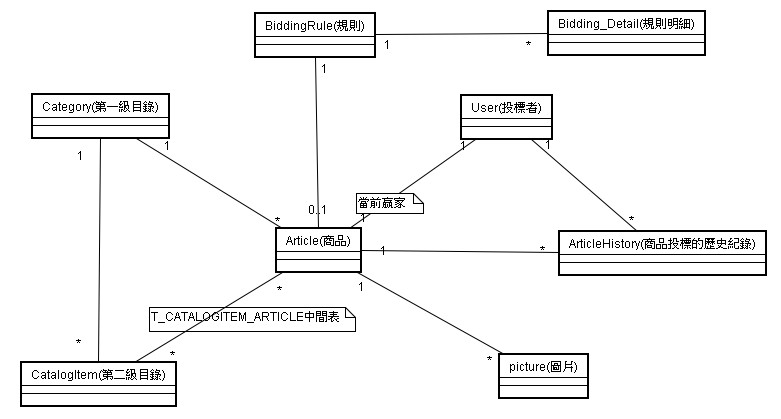 BiddingRule(規則)
Bidding_Detail(規則明細)
1
*
1
Category(第一級目錄)
User(投標者)
1
1
1
1
當前贏家
0..1
1
*
*
Article(商品)
ArticleHistory(商品投標的歷史紀錄)
1
*
*
1
T_CATALOGITEM_ARTICLE中間表
*
*
*
CatalogItem(第二級目錄)
picture(圖片)